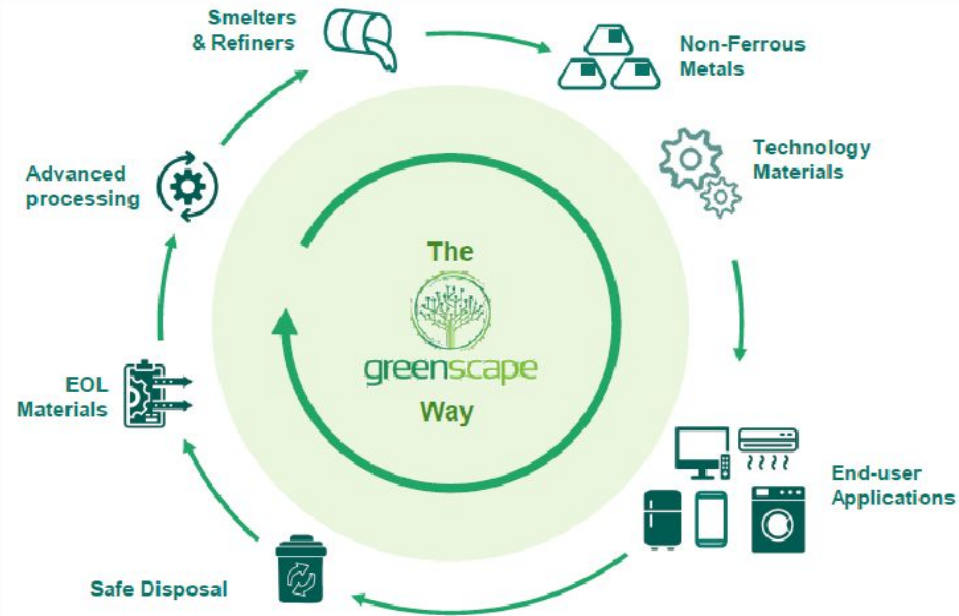 Smelters
& Refiners
Non-Ferrous
Metals
Technology
Materials
Advanced
processing
The
greenscape
Way
EOL
Materials
End-user
Applications
Safe Disposal